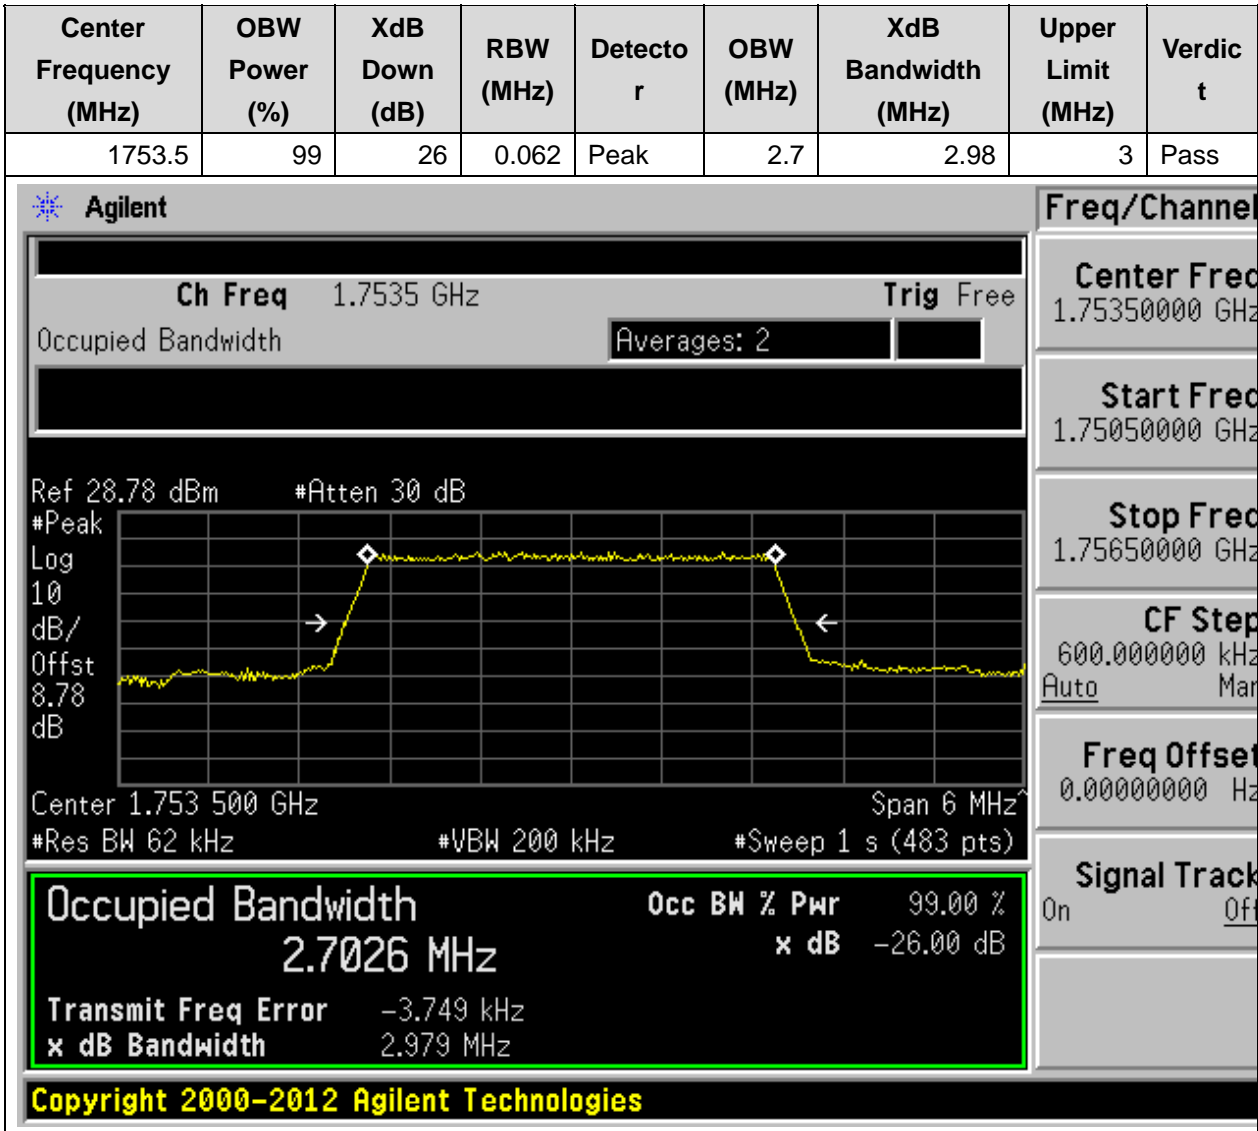 Center Frequency (MHz) OBW Power (%) XdB Down (dB) RBW (MHz) Detector OBW (MHz) XdB Bandwidth (MHz) Upper Limit (MHz) Verdict
1753.5 99 26 0.062 Peak 2.7 2.98 3 Pass
Agilent
Freq/Channel
Ch Freq 1.7535 GHz Trig Free
Occupied Bandwidth Averages: 2
Ref 28.78 dBm #Atten 30 dB
#Peak
Log
10
dB/
Offst
8.78
dB
Center 1.753 500 GHz Span 6 MHz^
#Res BW 62 kHz #VBW 200 kHz #Sweep 1 s (483 pts)
Occupied Bandwidth Occ BW % Pwr 99.00 %
2.7026 MHz x dB -26.00 dB
Transmit Freq Error -3.749 kHz
x dB Bandwidth 2.979 MHz
Center Freq
1.75350000 GHz
Start Freq
1.75050000 GHz
Stop Freq
1.75650000 GHz
CF Step
600.000000 kHz
Auto Man
Freq Offset
0.00000000 Hz
Signal Track
On Off
Copyright 2000-2012 Agilent Technologies